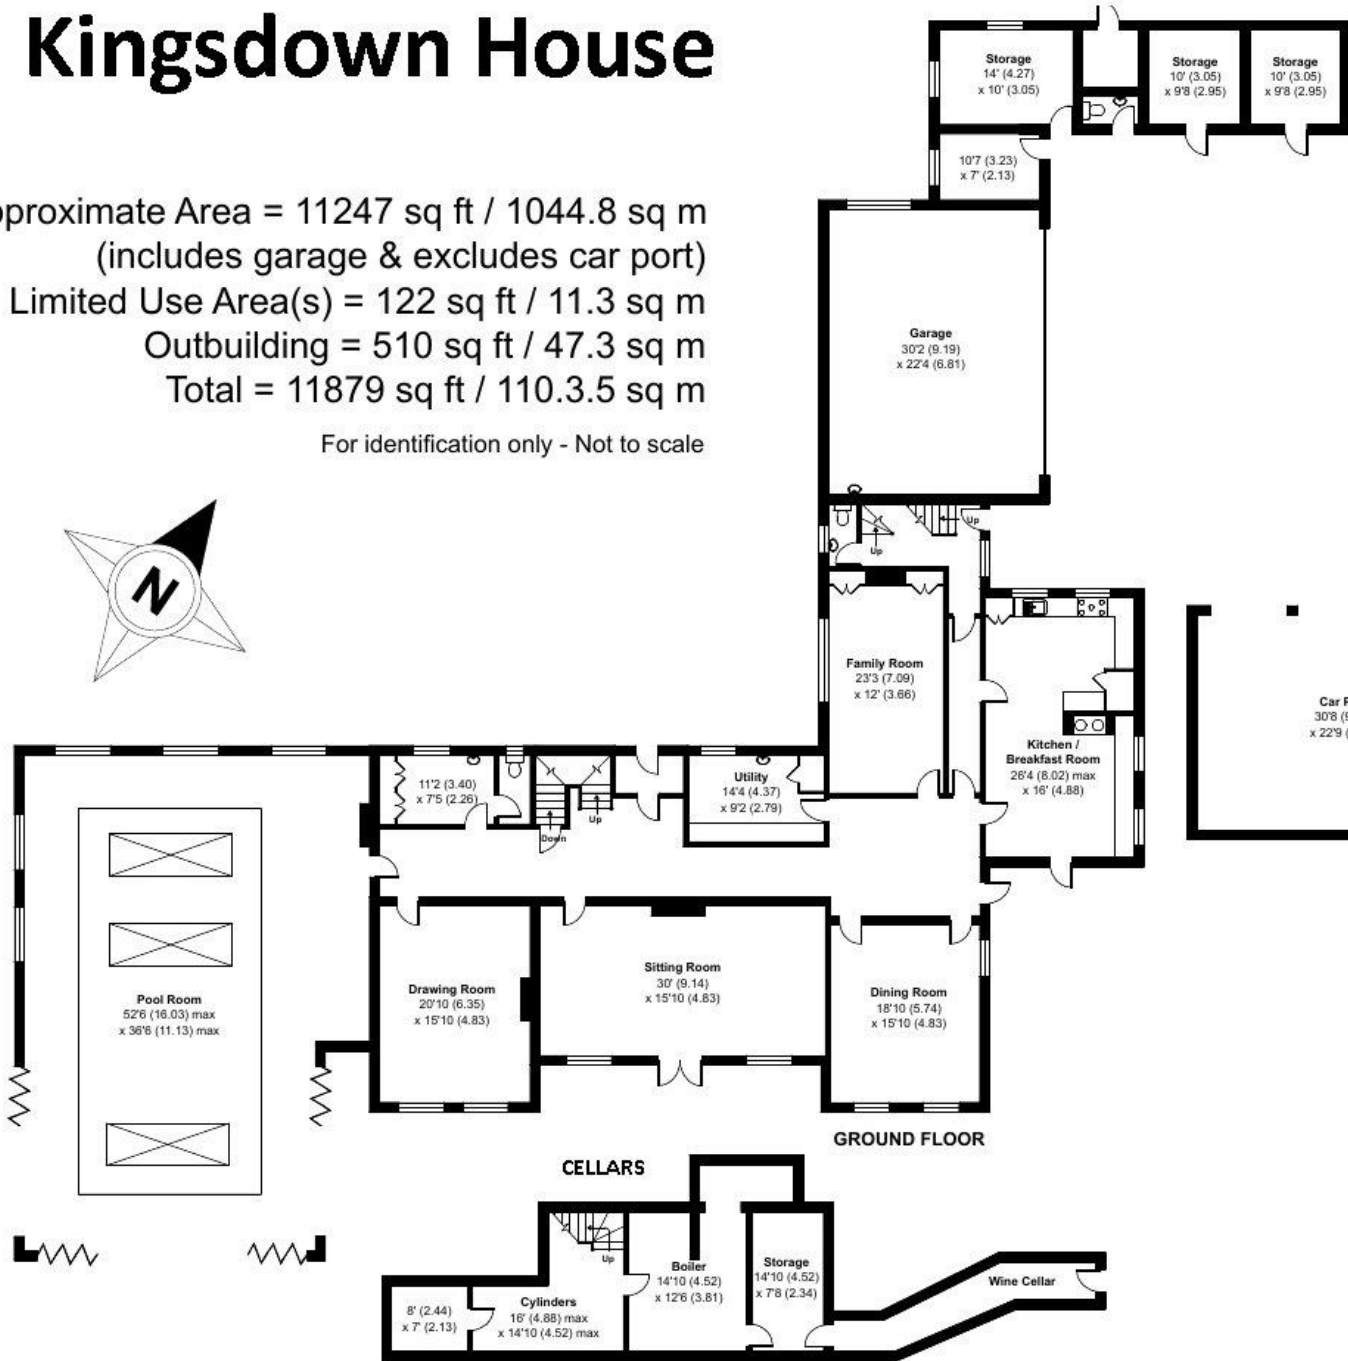 Kingsdown House
pproximate Area = 11247 sq ft / 1044.8 sq m
(includes garage & excludes car port)
Limited Use Area(s) = 122 sq ft / 11.3 sq m
Outbuilding = 510 sq ft / 47.3 sq m
Total = 11879 sq ft / 110.3.5 sq m
For identification only - Not to scale
N
Storage
14' (4.27)
x 10' (3.05)
Storage
10' (3.05)
x 9'8 (2.95)
Storage
10' (3.05)
x 9'8 (2.95)
10'7 (3.23)
x 7' (2.13)
Garage
30'2 (9.19)
x 22'4 (6.81)
Up
Up
Family Room
23'3 (7.09)
x 12' (3.66)
Kitchen /
Breakfast Room
26'4 (8.02) max
x 16' (4.88)
Car P
30'8 (9
x 22'9 (
11'2 (3.40)
x 7'5 (2.26)
Down
Up
Utility
14'4 (4.37)
x 9'2 (2.79)
Pool Room
52'6 (16.03) max
x 36'6 (11.13) max
Drawing Room
20'10 (6.35)
x 15'10 (4.83)
Sitting Room
30' (9.14)
x 15'10 (4.83)
Dining Room
18'10 (5.74)
x 15'10 (4.83)
GROUND FLOOR
CELLARS
8' (2.44)
x 7' (2.13)
Up
Cylinders
16' (4.88) max
x 14'10 (4.52) max
Boiler
14'10 (4.52)
x 12'6 (3.81)
Storage
14'10 (4.52)
x 7'8 (2.34)
Wine Cellar